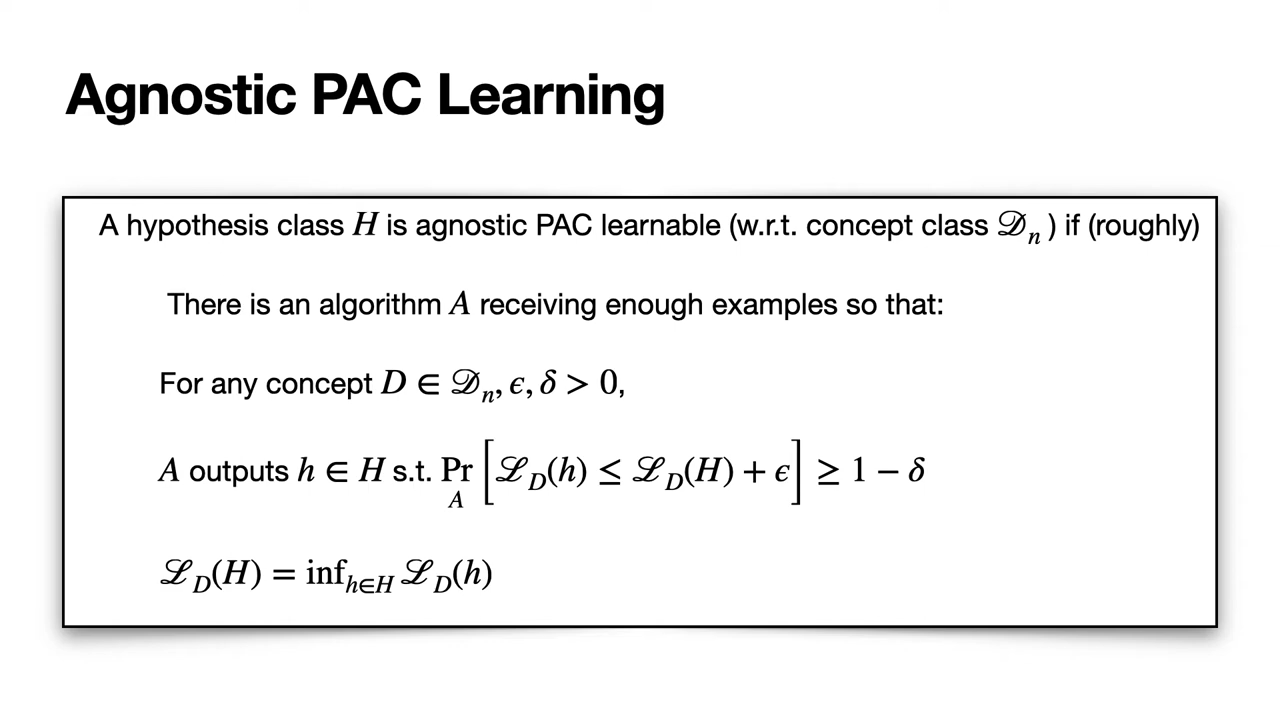 Agnostic PAC Learning
A hypothesis class H is agnostic PAC learnable (w.r.t. concept class 𝒟ₙ ) if (roughly)
There is an algorithm A receiving enough examples so that:
For any concept D ∈ 𝒟ₙ, ϵ, δ > 0,
A outputs h ∈ H s.t. Pr_A [ℒ_D(h) ≤ ℒ_D(H) + ϵ] ≥ 1 − δ
ℒ_D(H) = inf_{h∈H} ℒ_D(h)